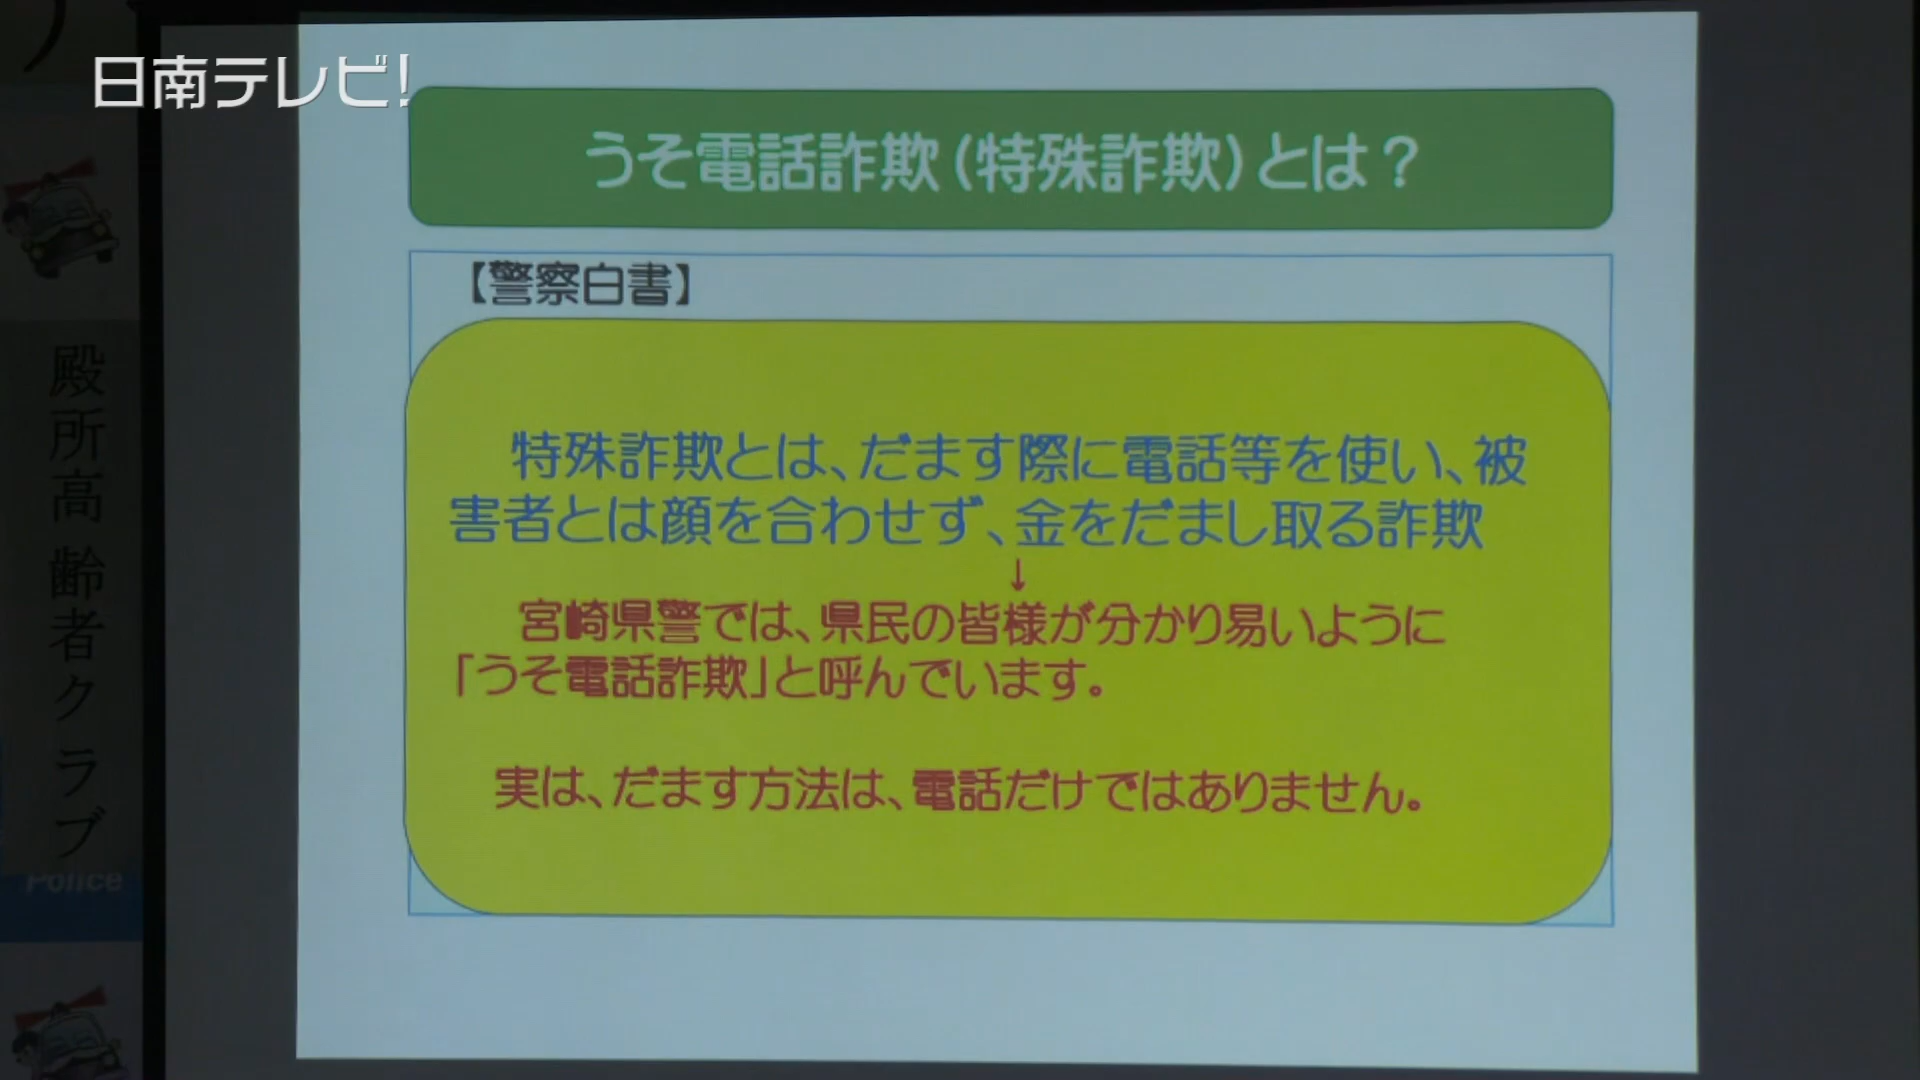 日南テレビ!
うそ電話詐欺(特殊詐欺)とは?
【警察白書】
特殊詐欺とは、だます際に電話等を使い、被
害者とは顔を合わせず、金をだまし取る詐欺
↓
宮崎県警では、県民の皆様が分かり易いように
「うそ電話詐欺」と呼んでいます。
実は、だます方法は、電話だけではありません。
殿所高齢者クラブ
Police